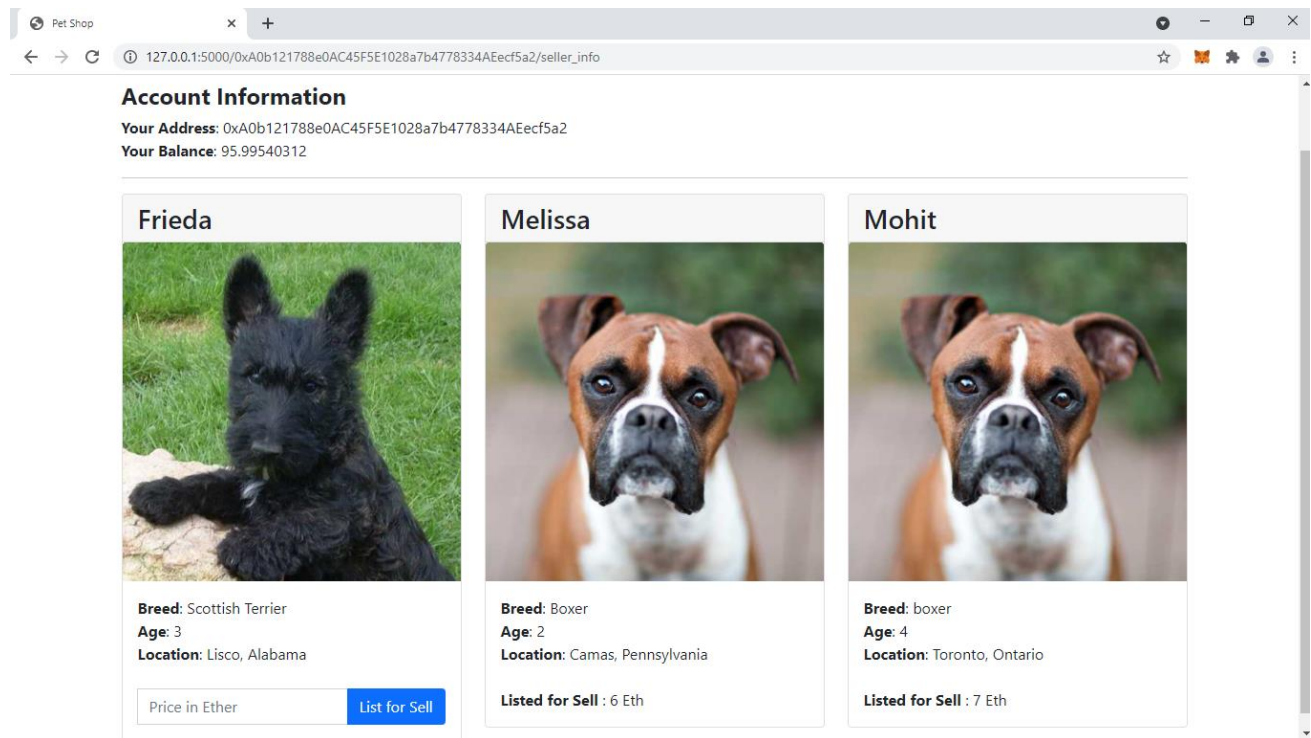 Pet Shop
127.0.0.1:5000/0xA0b121788e0AC45F5E1028a7b4778334AEecf5a2/seller_info
Account Information
Your Address: 0xA0b121788e0AC45F5E1028a7b4778334AEecf5a2
Your Balance: 95.99540312
Frieda
Breed: Scottish Terrier
Age: 3
Location: Lisco, Alabama
Price in Ether
List for Sell
Melissa
Breed: Boxer
Age: 2
Location: Camas, Pennsylvania
Listed for Sell : 6 Eth
Mohit
Breed: boxer
Age: 4
Location: Toronto, Ontario
Listed for Sell : 7 Eth